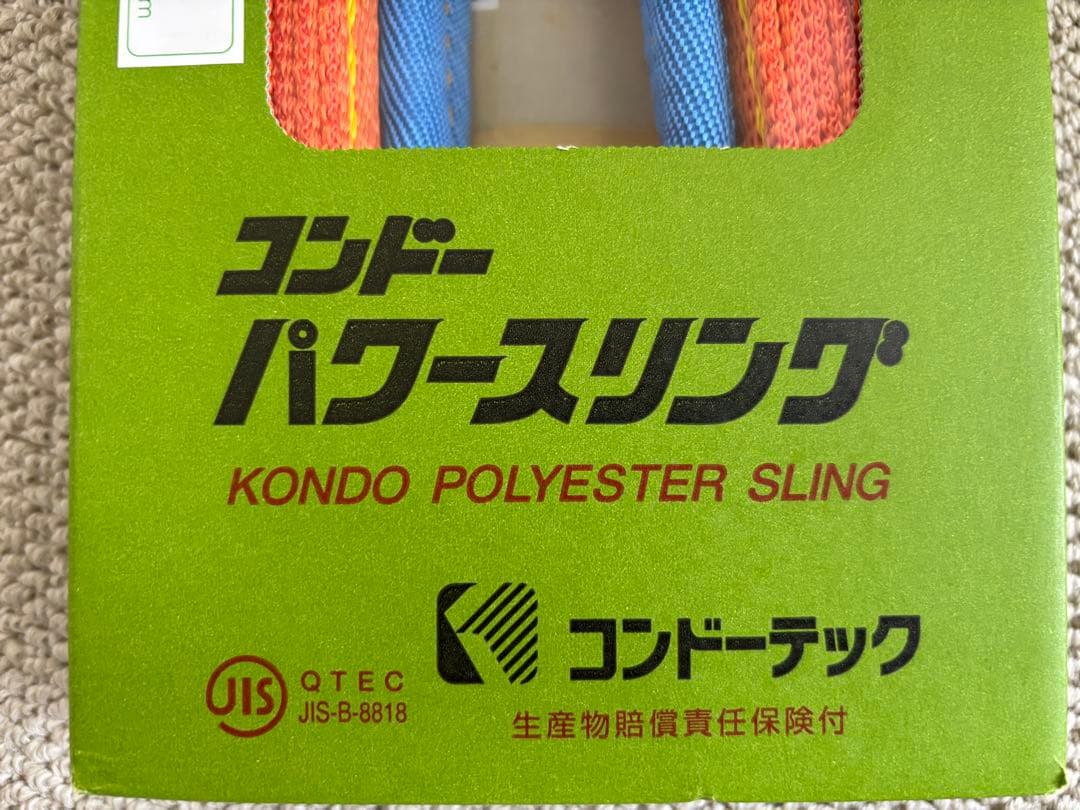 m
コンドー
パワースリング
KONDO POLYESTER SLING
コンドーテック
JIS QTEC
JIS-B-8818
生産物賠償責任保険付